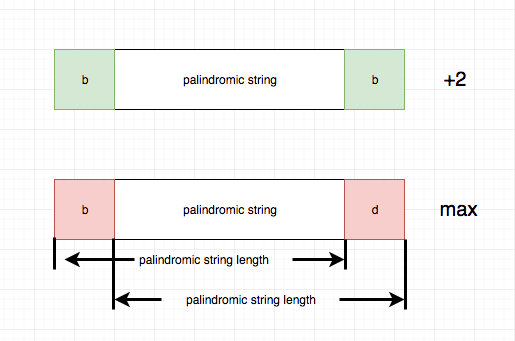 b palindromic string b +2
b palindromic string d max
palindromic string length
palindromic string length